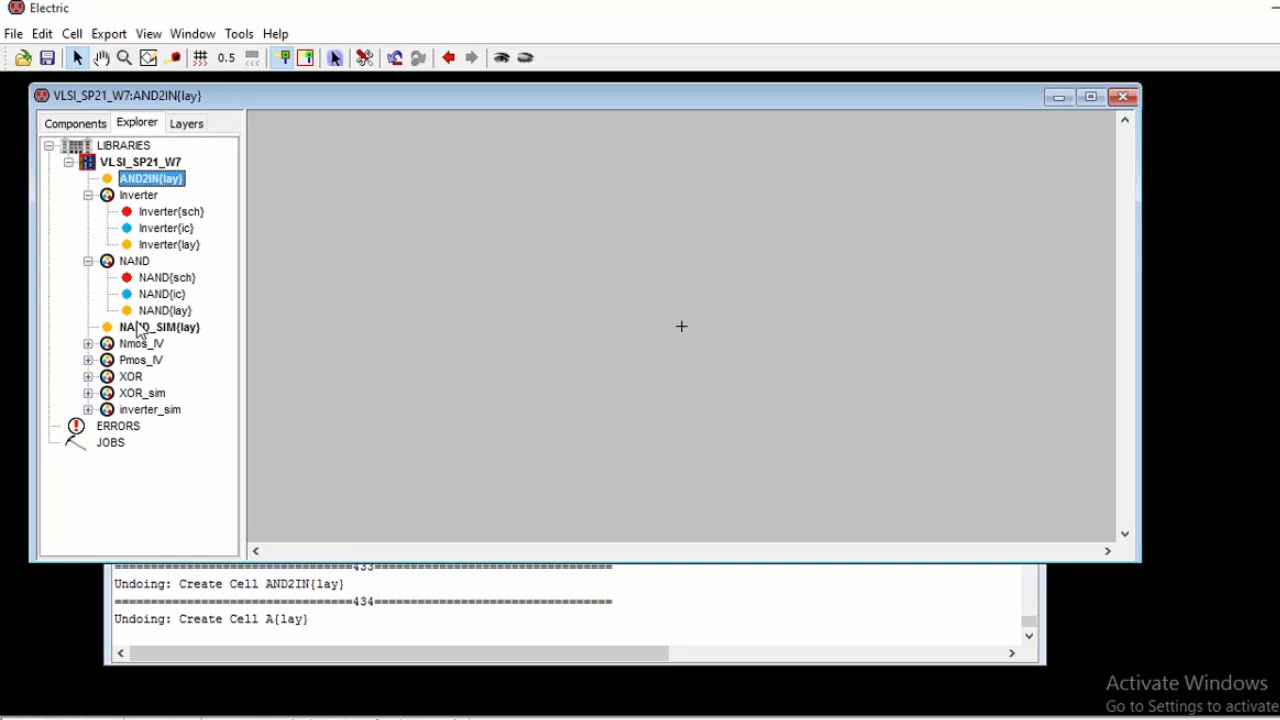 Electric
File Edit Cell Export View Window Tools Help
0.5
VLSI_SP21_W7:AND2IN{lay}
Components Explorer Layers
LIBRARIES
VLSI_SP21_W7
AND2IN{lay}
Inverter
Inverter{sch}
Inverter{ic}
Inverter{lay}
NAND
NAND{sch}
NAND{ic}
NAND{lay}
NAND_SIM{lay}
Nmos_IV
Pmos_IV
XOR
XOR_sim
inverter_sim
ERRORS
JOBS
=================================433=================================
Undoing: Create Cell AND2IN{lay}
=================================434=================================
Undoing: Create Cell A{lay}
Activate Windows
Go to Settings to activate